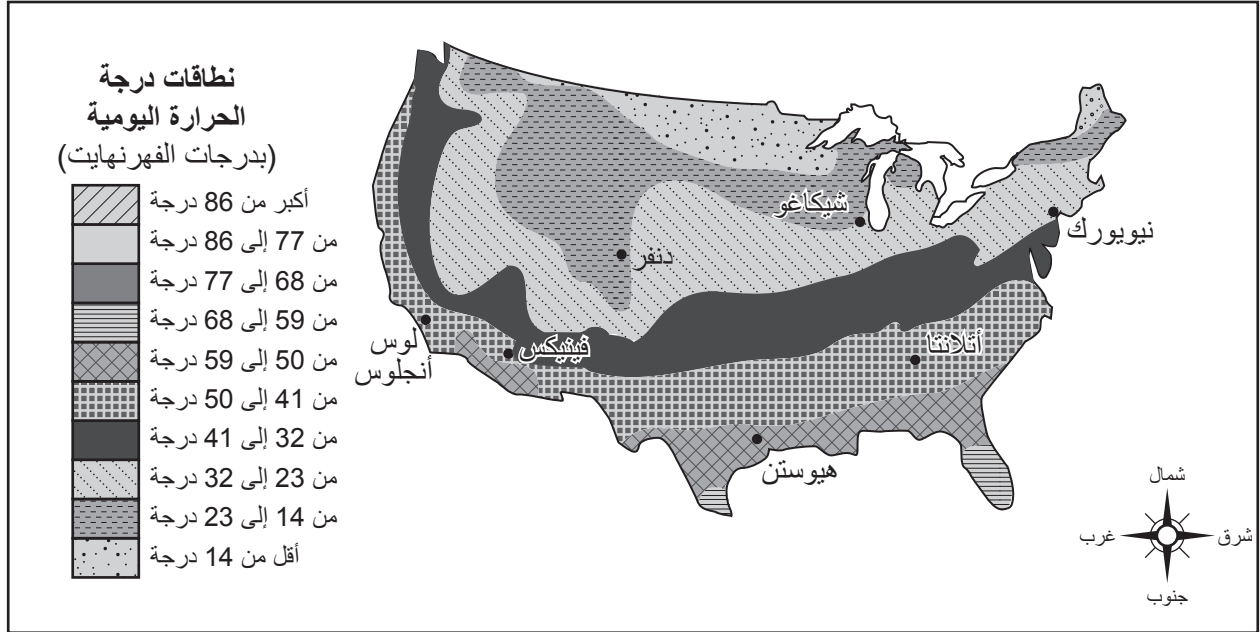 نطاقات درجة
الحرارة اليومية
(بدرجات الفهرنهايت)
أكبر من 86 درجة
من 77 إلى 86 درجة
من 68 إلى 77 درجة
من 59 إلى 68 درجة
من 50 إلى 59 درجة
من 41 إلى 50 درجة
من 32 إلى 41 درجة
من 23 إلى 32 درجة
من 14 إلى 23 درجة
أقل من 14 درجة
شيكاغو
نيويورك
دنفر
لوس
أنجلوس
فينيكس
أتلانتا
هيوستن
شمال
شرق
غرب
جنوب